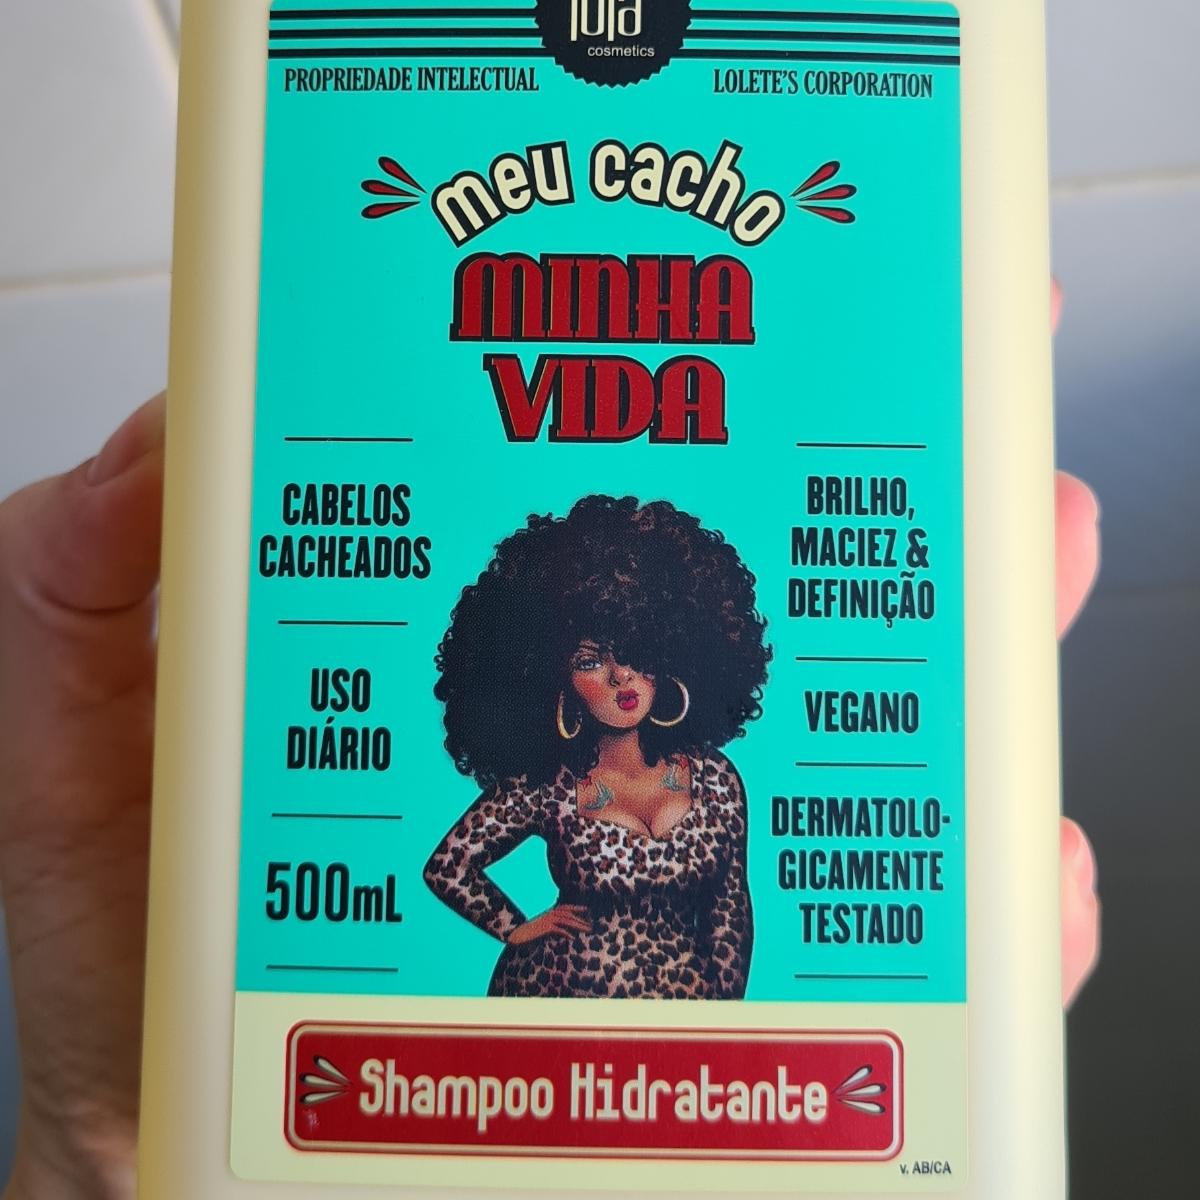 lola
cosmetics
PROPRIEDADE INTELECTUAL
LOLETE'S CORPORATION
meu cacho
MINHA
VIDA
CABELOS
CACHEADOS
USO
DIÁRIO
500mL
BRILHO,
MACIEZ &
DEFINIÇÃO
VEGANO
DERMATOLO-
GICAMENTE
TESTADO
Shampoo Hidratante
v. AB/CA